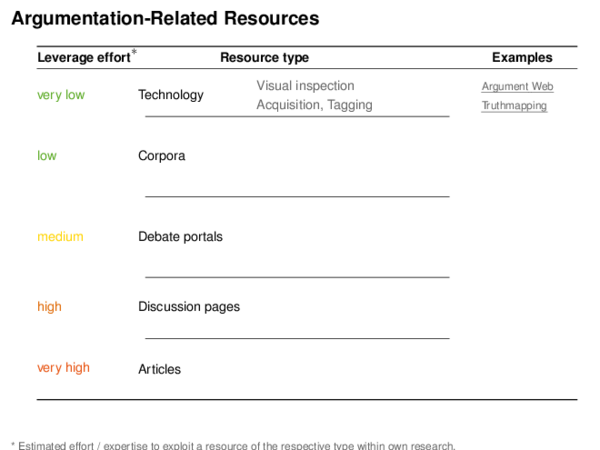 Argumentation-Related Resources
Leverage effort* Resource type Examples
very low Technology Visual inspection Argument Web
Acquisition, Tagging Truthmapping
low Corpora
medium Debate portals
high Discussion pages
very high Articles
* Estimated effort / expertise to exploit a resource of the respective type within own research.